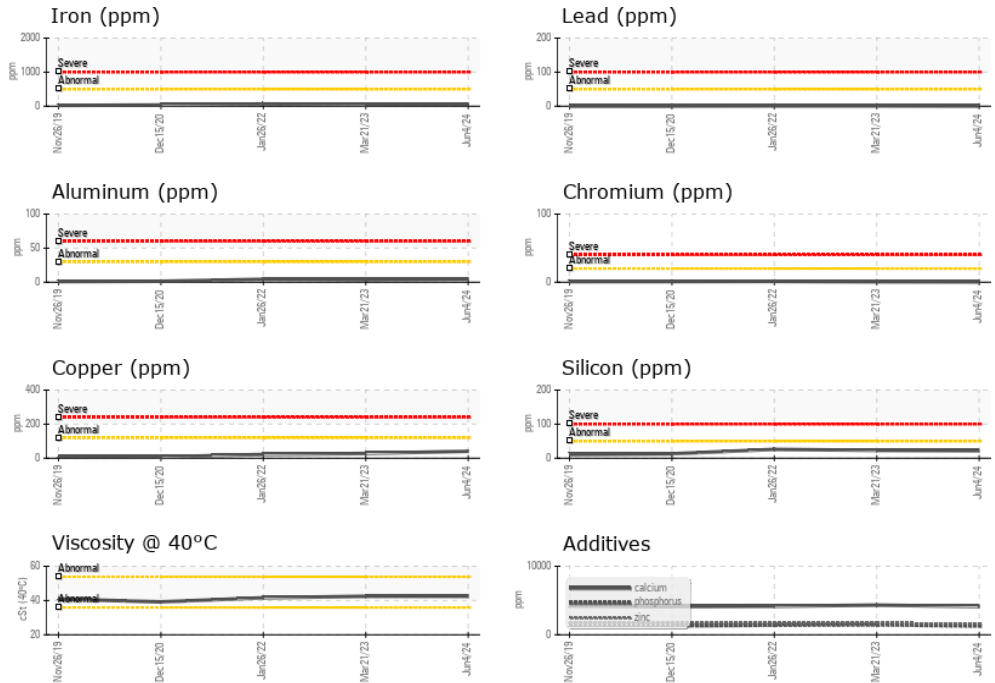 Iron (ppm)
2000
1000
0
ppm
Severe
Abnormal
Nov26/19
Dec15/20
Jan26/22
Mar21/23
Jun4/24
Lead (ppm)
200
100
0
ppm
Severe
Abnormal
Nov26/19
Dec15/20
Jan26/22
Mar21/23
Jun4/24
Aluminum (ppm)
100
50
0
ppm
Severe
Abnormal
Nov26/19
Dec15/20
Jan26/22
Mar21/23
Jun4/24
Chromium (ppm)
100
0
ppm
Severe
Abnormal
Nov26/19
Dec15/20
Jan26/22
Mar21/23
Jun4/24
Copper (ppm)
400
200
0
ppm
Severe
Abnormal
Nov26/19
Dec15/20
Jan26/22
Mar21/23
Jun4/24
Silicon (ppm)
200
100
0
ppm
Severe
Abnormal
Nov26/19
Dec15/20
Jan26/22
Mar21/23
Jun4/24
Viscosity @ 40°C
60
40
20
cSt (40°C)
Abnormal
Abnormal
Nov26/19
Dec15/20
Jan26/22
Mar21/23
Jun4/24
Additives
10000
0
ppm
calcium
phosphorus
zinc
Nov26/19
Dec15/20
Jan26/22
Mar21/23
Jun4/24